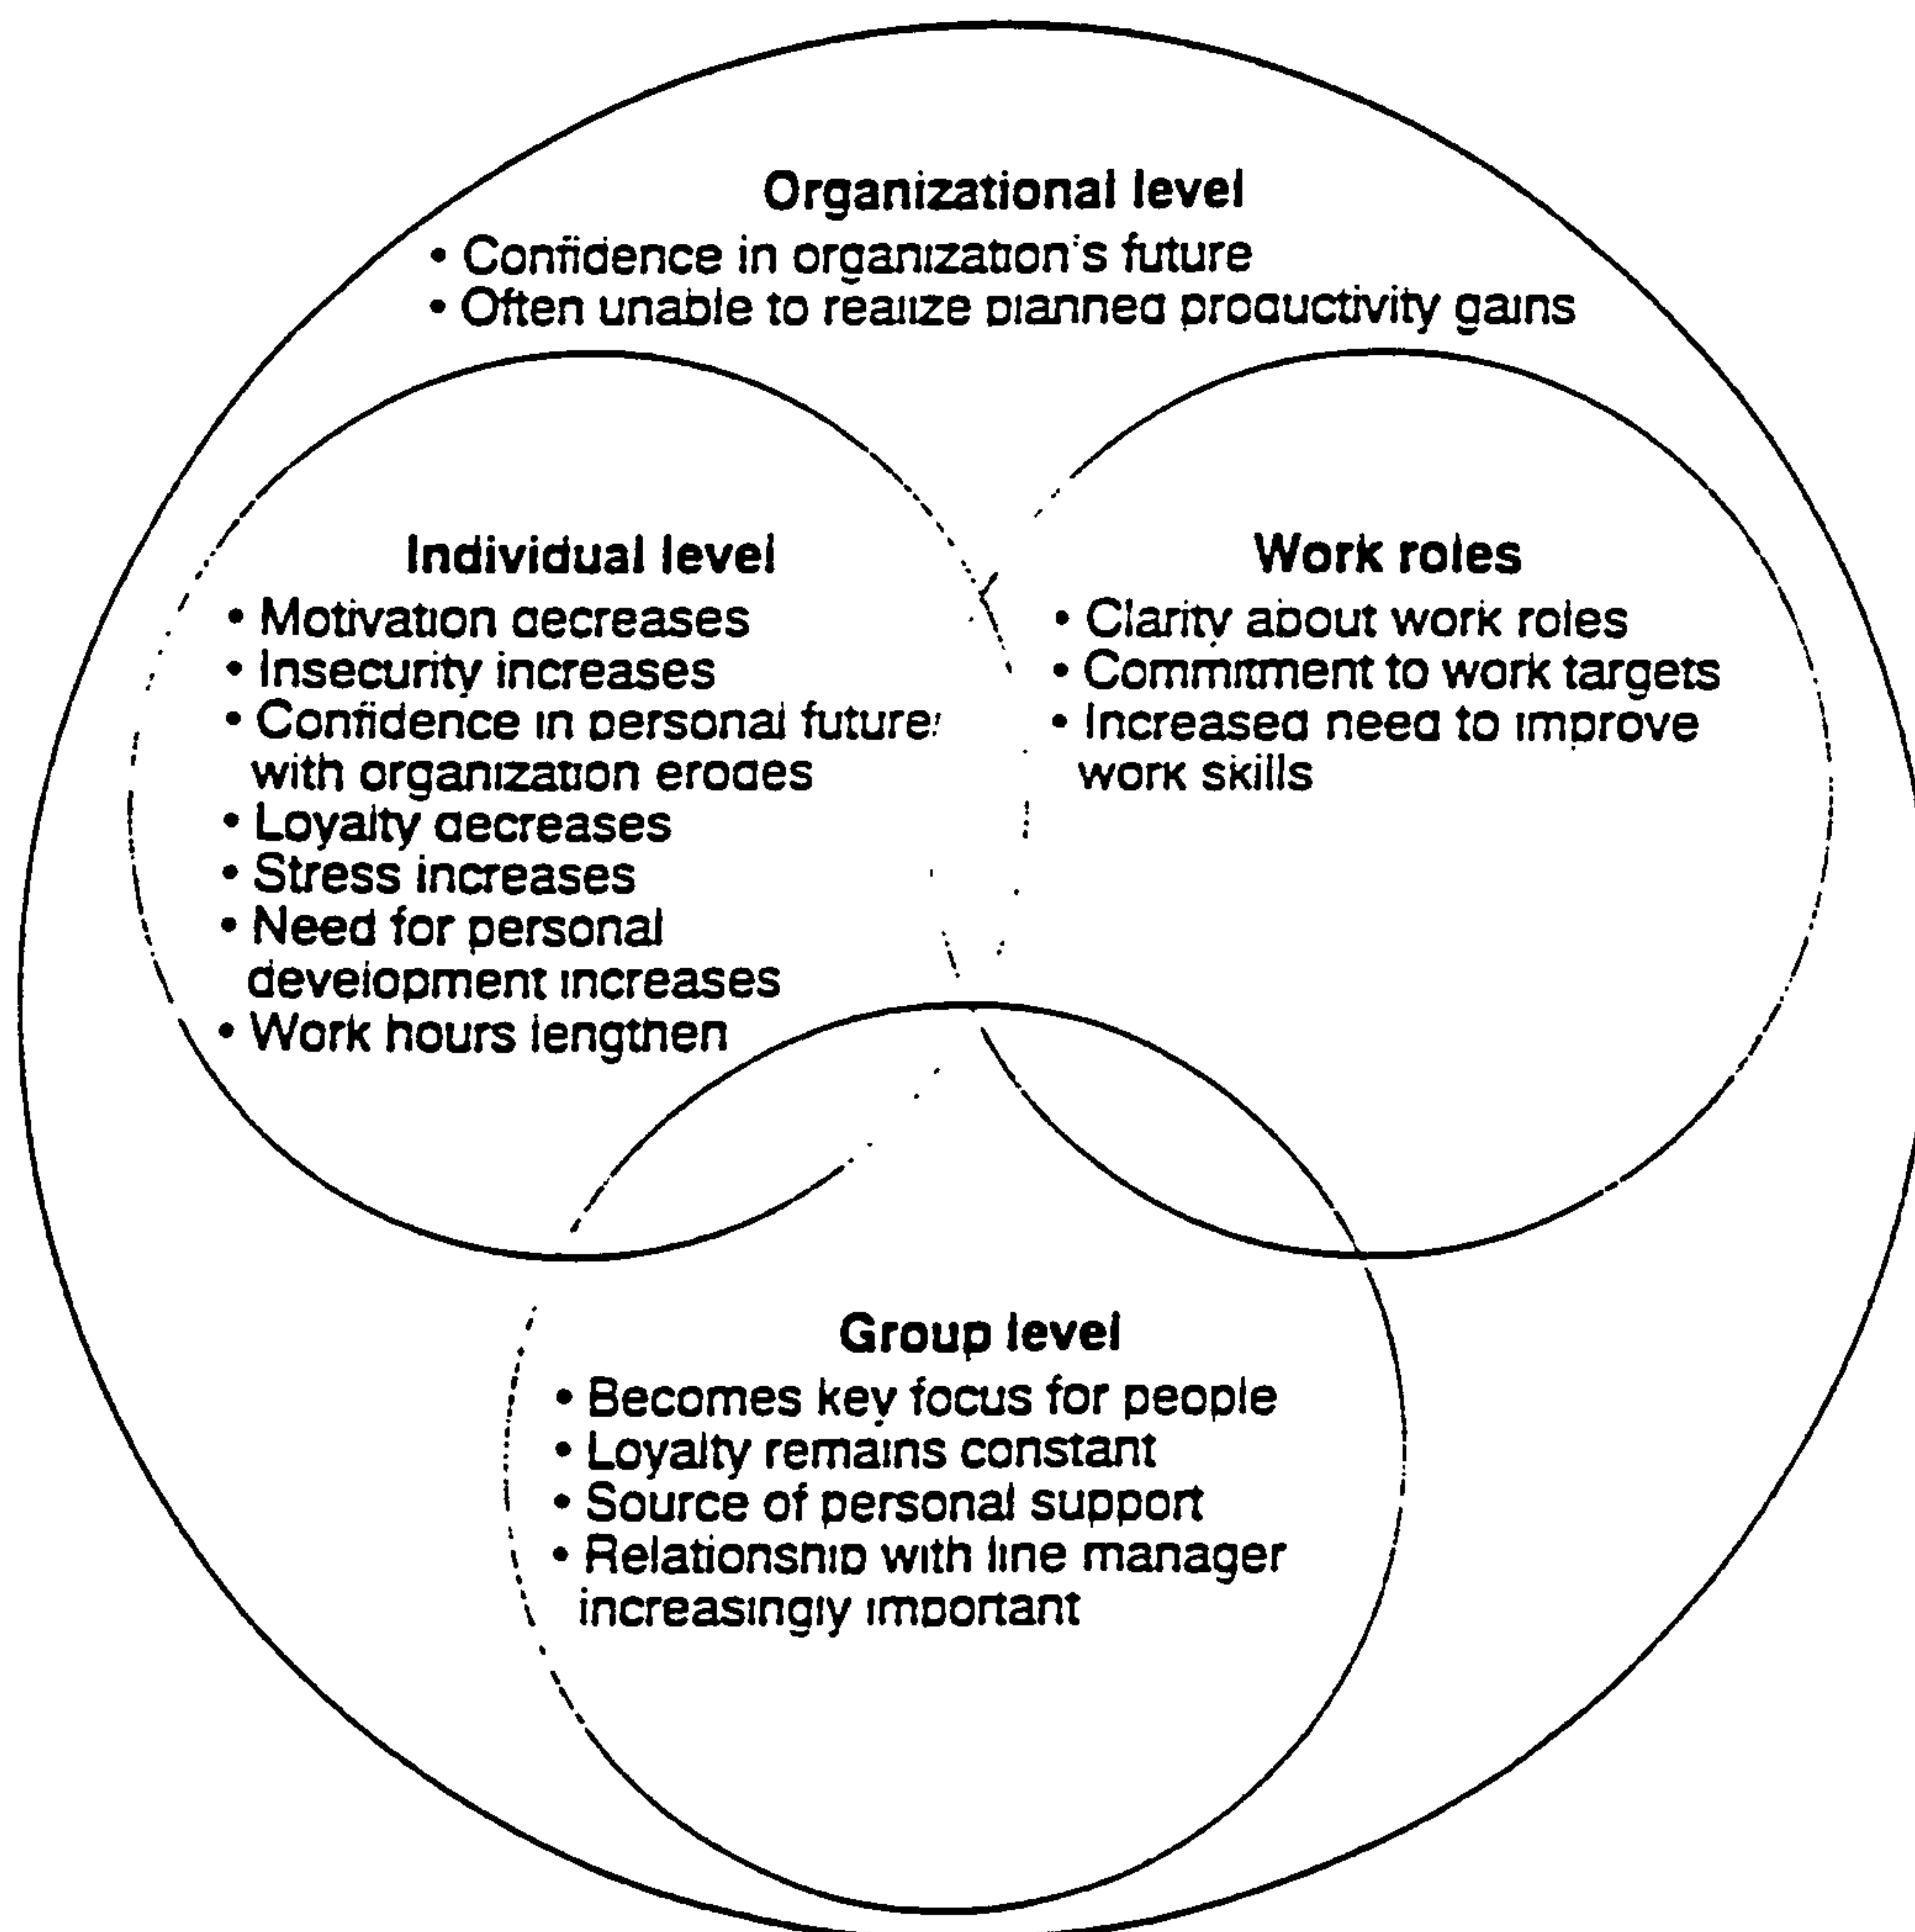 Organizational level
• Confidence in organization's future
• Often unable to realize planned productivity gains
Individual level
• Motivation decreases
• Insecurity increases
• Confidence in personal future
with organization erodes
• Loyalty decreases
• Stress increases
• Need for personal
development increases
• Work hours lengthen
Work roles
• Clarity about work roles
• Commitment to work targets
• Increased need to improve
work skills
Group level
• Becomes key focus for people
• Loyalty remains constant
• Source of personal support
• Relationship with line manager
increasingly important